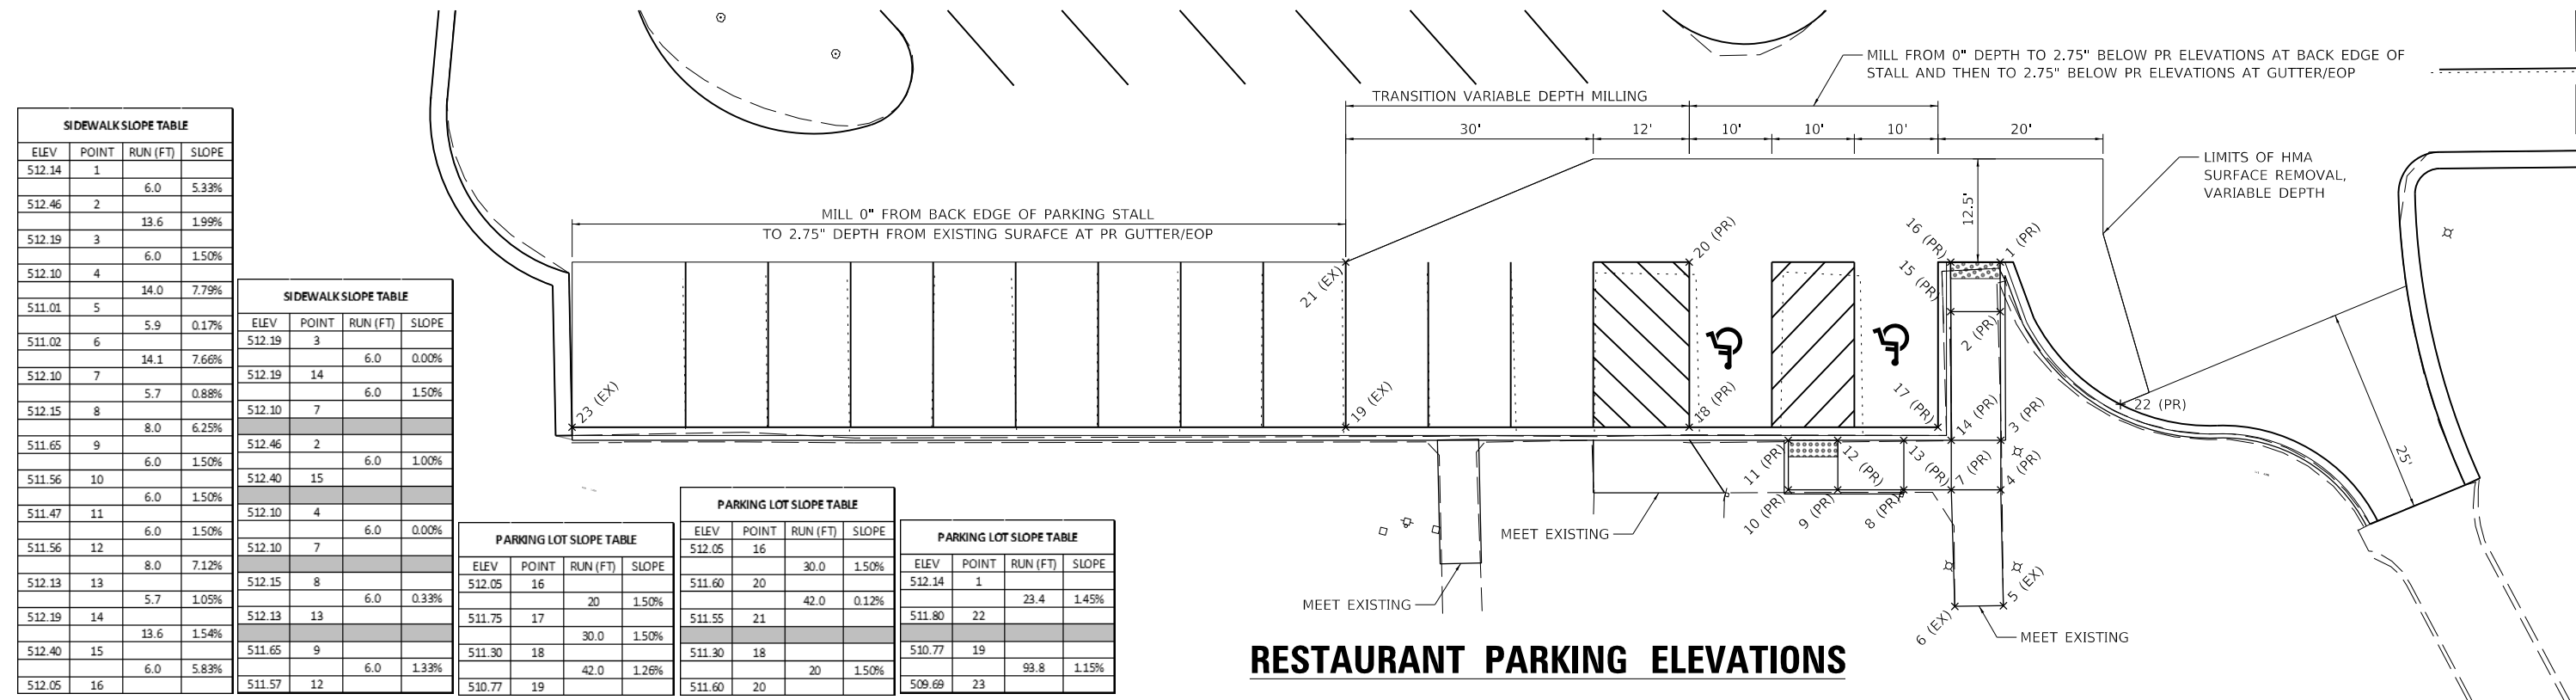 MILL FROM 0" DEPTH TO 2.75" BELOW PR ELEVATIONS AT BACK EDGE OF
STALL AND THEN TO 2.75" BELOW PR ELEVATIONS AT GUTTER/EOP
TRANSITION VARIABLE DEPTH MILLING
30' 12' 10' 10' 10' 20'
LIMITS OF HMA
SURFACE REMOVAL,
VARIABLE DEPTH
12.5'
MILL 0" FROM BACK EDGE OF PARKING STALL
TO 2.75" DEPTH FROM EXISTING SURAFCE AT PR GUTTER/EOP
16 (PR)
1 (PR)
20 (PR)
15 (PR)
21 (EX)
2 (PR)
23 (EX)
19 (EX)
18 (PR)
17 (PR)
14 (PR)
3 (PR)
22 (PR)
25'
11 (PR)
12 (PR)
13 (PR)
7 (PR)
4 (PR)
10 (PR)
9 (PR)
8 (PR)
MEET EXISTING
MEET EXISTING
5 (EX)
6 (EX)
MEET EXISTING
RESTAURANT PARKING ELEVATIONS
SIDEWALK SLOPE TABLE
ELEV POINT RUN (FT) SLOPE
512.14 1
6.0 5.33%
512.46 2
13.6 1.99%
512.19 3
6.0 1.50%
512.10 4
14.0 7.79%
511.01 5
5.9 0.17%
511.02 6
14.1 7.66%
512.10 7
5.7 0.88%
512.15 8
8.0 6.25%
511.65 9
6.0 1.50%
511.56 10
6.0 1.50%
511.47 11
6.0 1.50%
511.56 12
8.0 7.12%
512.13 13
5.7 1.05%
512.19 14
13.6 1.54%
512.40 15
6.0 5.83%
512.05 16
SIDEWALK SLOPE TABLE
ELEV POINT RUN (FT) SLOPE
512.19 3
6.0 0.00%
512.19 14
6.0 1.50%
512.10 7
512.46 2
6.0 1.00%
512.40 15
512.10 4
6.0 0.00%
512.10 7
512.15 8
6.0 0.33%
512.13 13
511.65 9
6.0 1.33%
511.57 12
PARKING LOT SLOPE TABLE
ELEV POINT RUN (FT) SLOPE
512.05 16
20 1.50%
511.75 17
30.0 1.50%
511.30 18
42.0 1.26%
510.77 19
PARKING LOT SLOPE TABLE
ELEV POINT RUN (FT) SLOPE
512.05 16
30.0 1.50%
511.60 20
42.0 0.12%
511.55 21
511.30 18
20 1.50%
511.60 20
PARKING LOT SLOPE TABLE
ELEV POINT RUN (FT) SLOPE
512.14 1
23.4 1.45%
511.80 22
510.77 19
93.8 1.15%
509.69 23